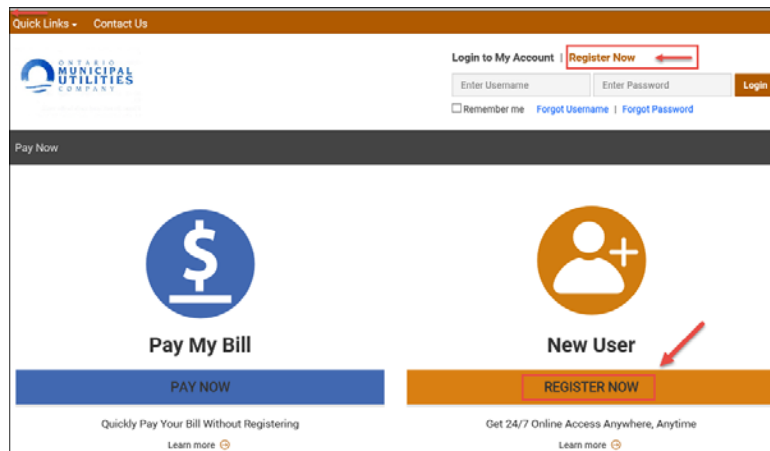 Quick Links Contact Us
ONTARIO
MUNICIPAL
UTILITIES
COMPANY
Login to My Account | Register Now
Enter Username Enter Password Login
Remember me Forgot Username | Forgot Password
Pay Now
$
Pay My Bill New User
PAY NOW REGISTER NOW
Quickly Pay Your Bill Without Registering Get 24/7 Online Access Anywhere, Anytime
Learn more Learn more